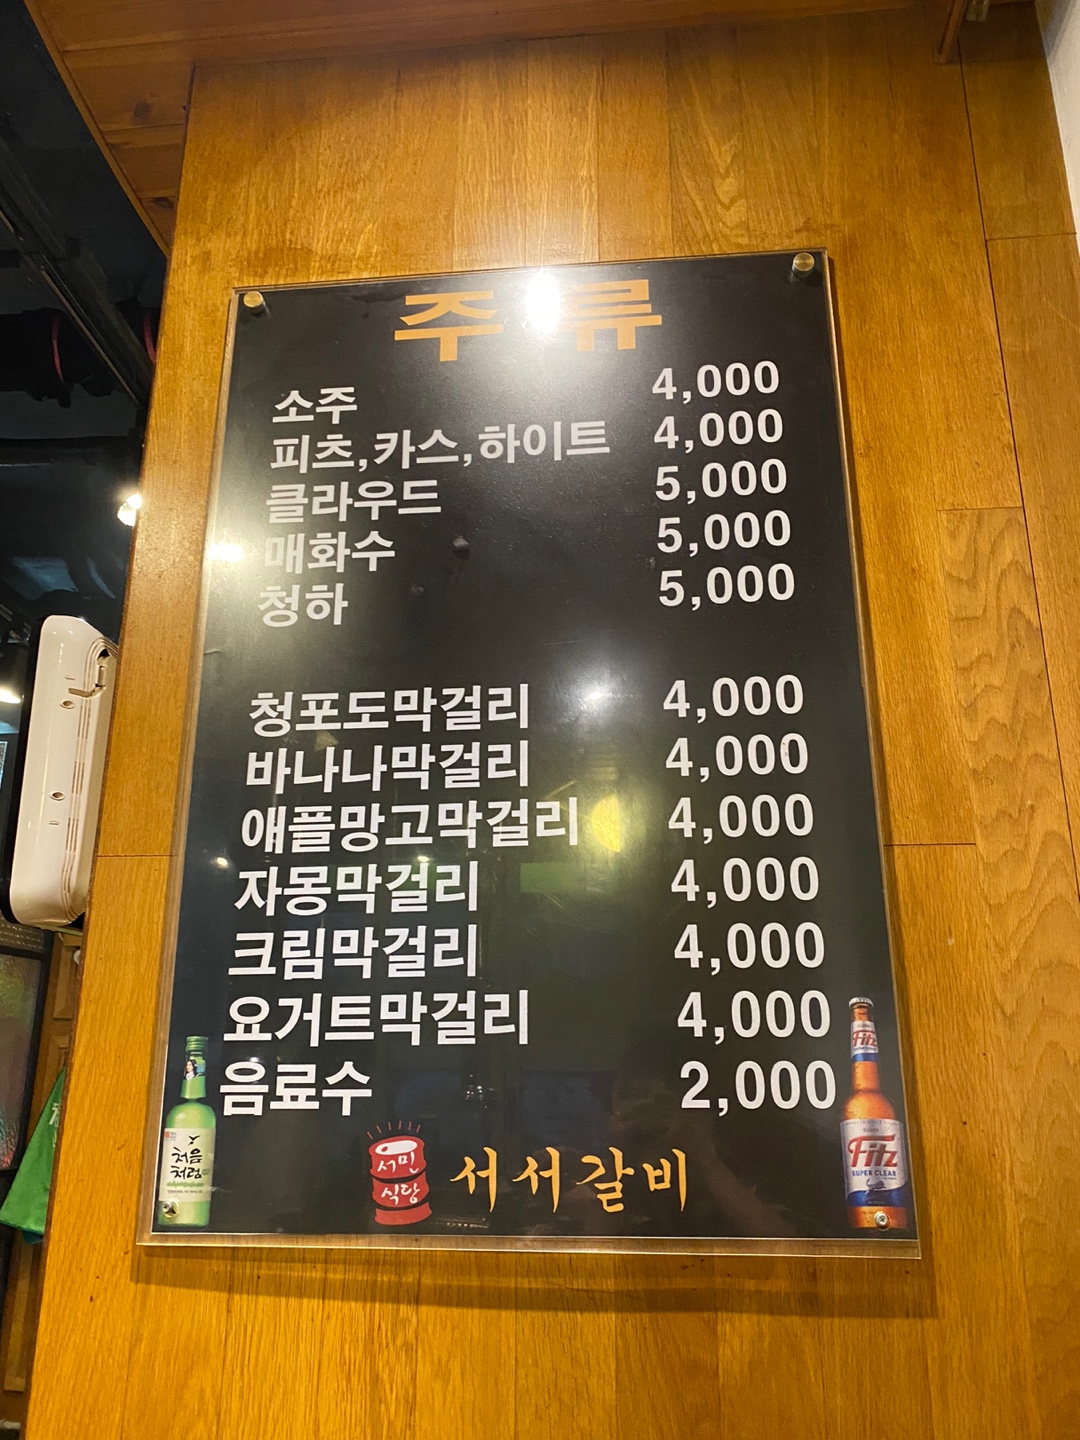 주류
소주 4,000
피츠,카스,하이트 4,000
클라우드 5,000
매화수 5,000
청하 5,000
청포도막걸리 4,000
바나나막걸리 4,000
얘플망고막걸리 4,000
자몽막걸리 4,000
크림막걸리 4,000
요거트막걸리 4,000
음료수 2,000
처음
처럼
서민
식당
서서갈비
Fitz
Fitz
SUPER CLEAR